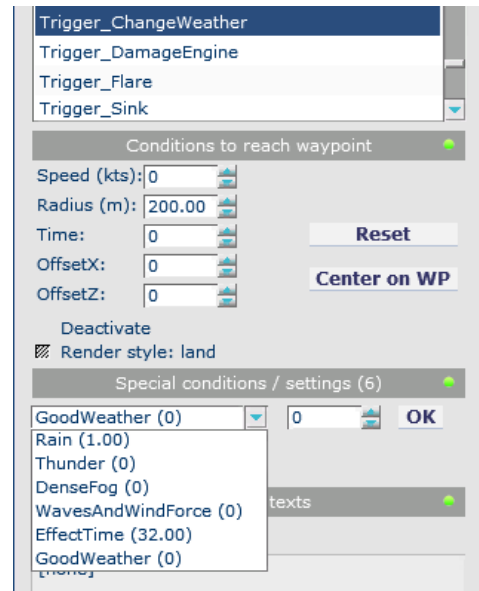 Trigger_ChangeWeather
Trigger_DamageEngine
Trigger_Flare
Trigger_Sink
Conditions to reach waypoint
Speed (kts): 0
Radius (m): 200.00
Time: 0 Reset
OffsetX: 0
Center on WP
OffsetZ: 0
Deactivate
Render style: land
Special conditions / settings (6)
GoodWeather (0) 0 OK
Rain (1.00)
Thunder (0)
DenseFog (0)
WavesAndWindForce (0) texts
EffectTime (32.00)
GoodWeather (0)
[none]